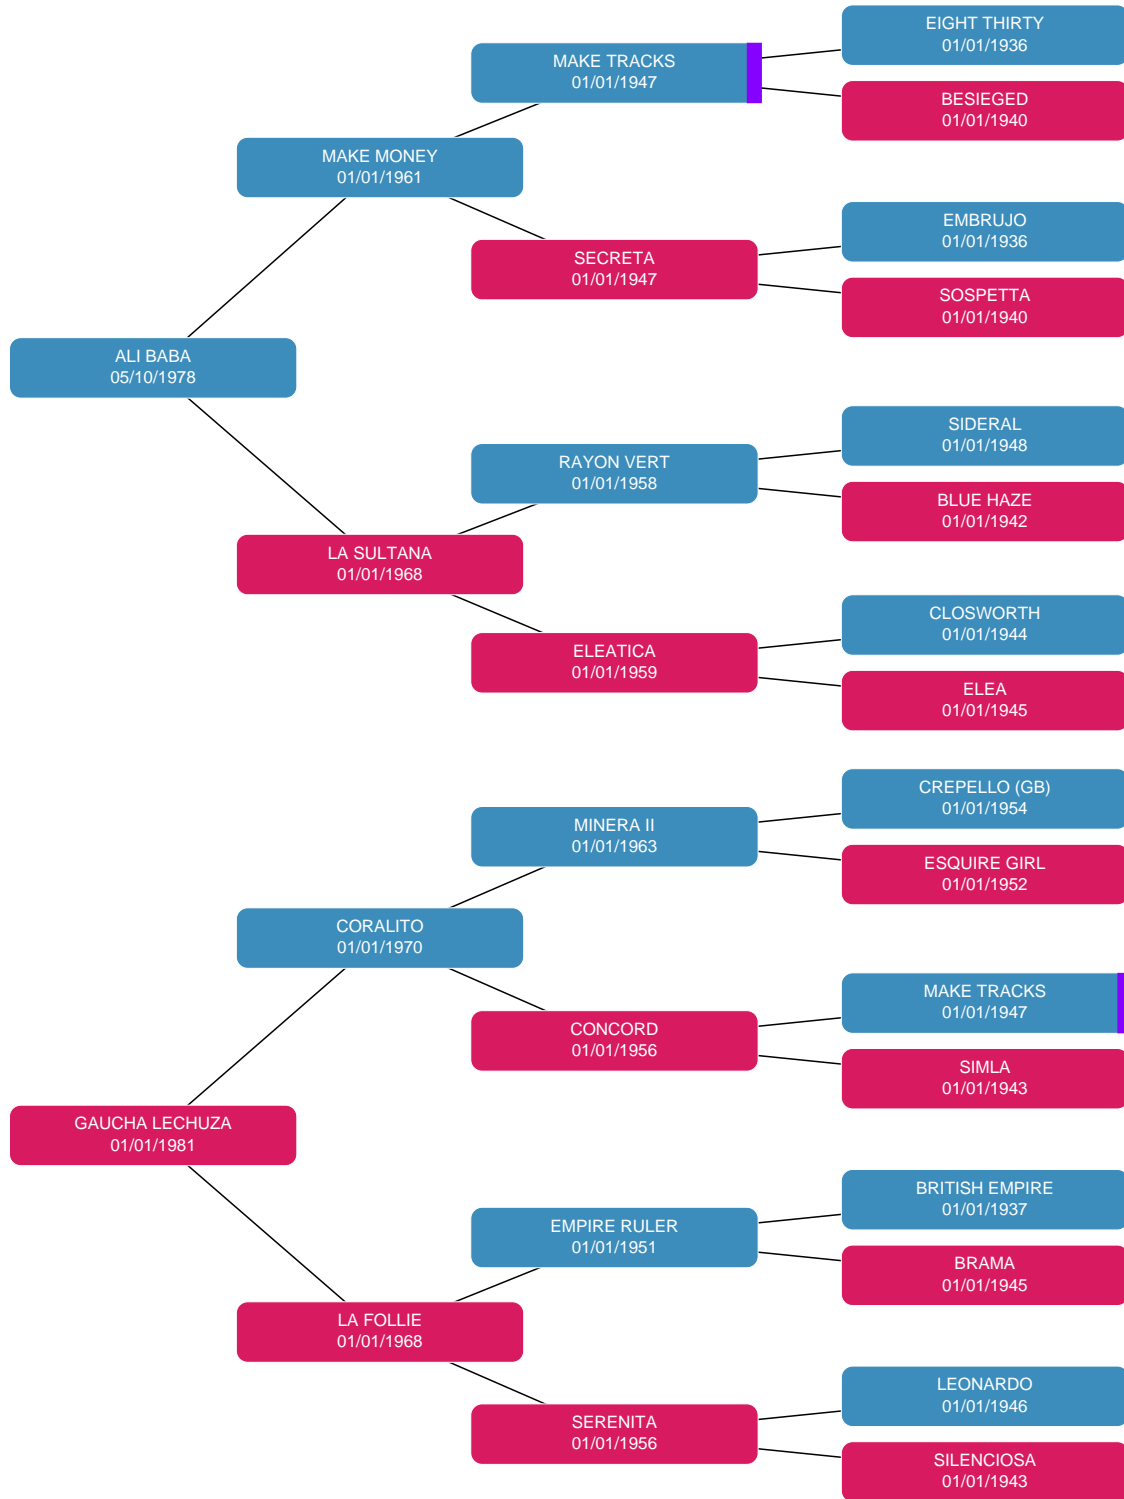 EIGHT THIRTY
01/01/1936
MAKE TRACKS
01/01/1947
BESIEGED
01/01/1940
MAKE MONEY
01/01/1961
EMBRUJO
01/01/1936
SECRETA
01/01/1947
SOSPETTA
01/01/1940
ALI BABA
05/10/1978
SIDERAL
01/01/1948
RAYON VERT
01/01/1958
BLUE HAZE
01/01/1942
LA SULTANA
01/01/1968
CLOSWORTH
01/01/1944
ELEATICA
01/01/1959
ELEA
01/01/1945
CREPELLO (GB)
01/01/1954
MINERA II
01/01/1963
ESQUIRE GIRL
01/01/1952
CORALITO
01/01/1970
MAKE TRACKS
01/01/1947
CONCORD
01/01/1956
SIMLA
01/01/1943
GAUCHA LECHUZA
01/01/1981
BRITISH EMPIRE
01/01/1937
EMPIRE RULER
01/01/1951
BRAMA
01/01/1945
LA FOLLIE
01/01/1968
LEONARDO
01/01/1946
SERENITA
01/01/1956
SILENCIOSA
01/01/1943